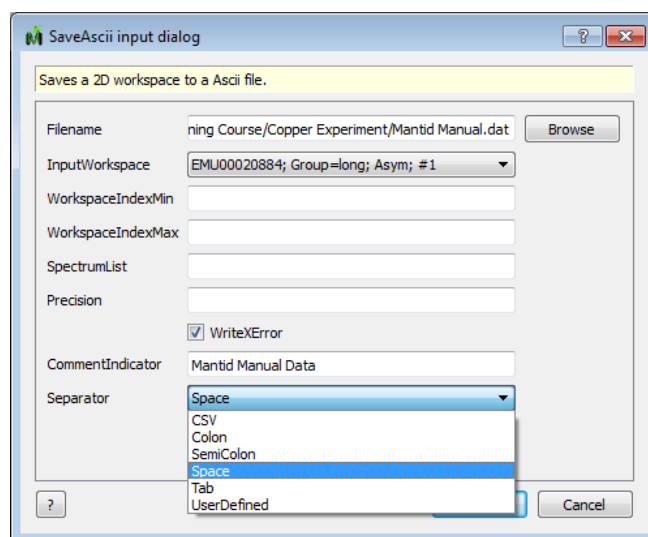 SaveAscii input dialog
Saves a 2D workspace to a Ascii file.
Filename ning Course/Copper Experiment/Mantid Manual.dat Browse
InputWorkspace EMU00020884; Group=long; Asym; #1
WorkspaceIndexMin
WorkspaceIndexMax
SpectrumList
Precision
WriteXError
CommentIndicator Mantid Manual Data
Separator Space
CSV
Colon
SemiColon
Space
Tab
UserDefined
? Cancel